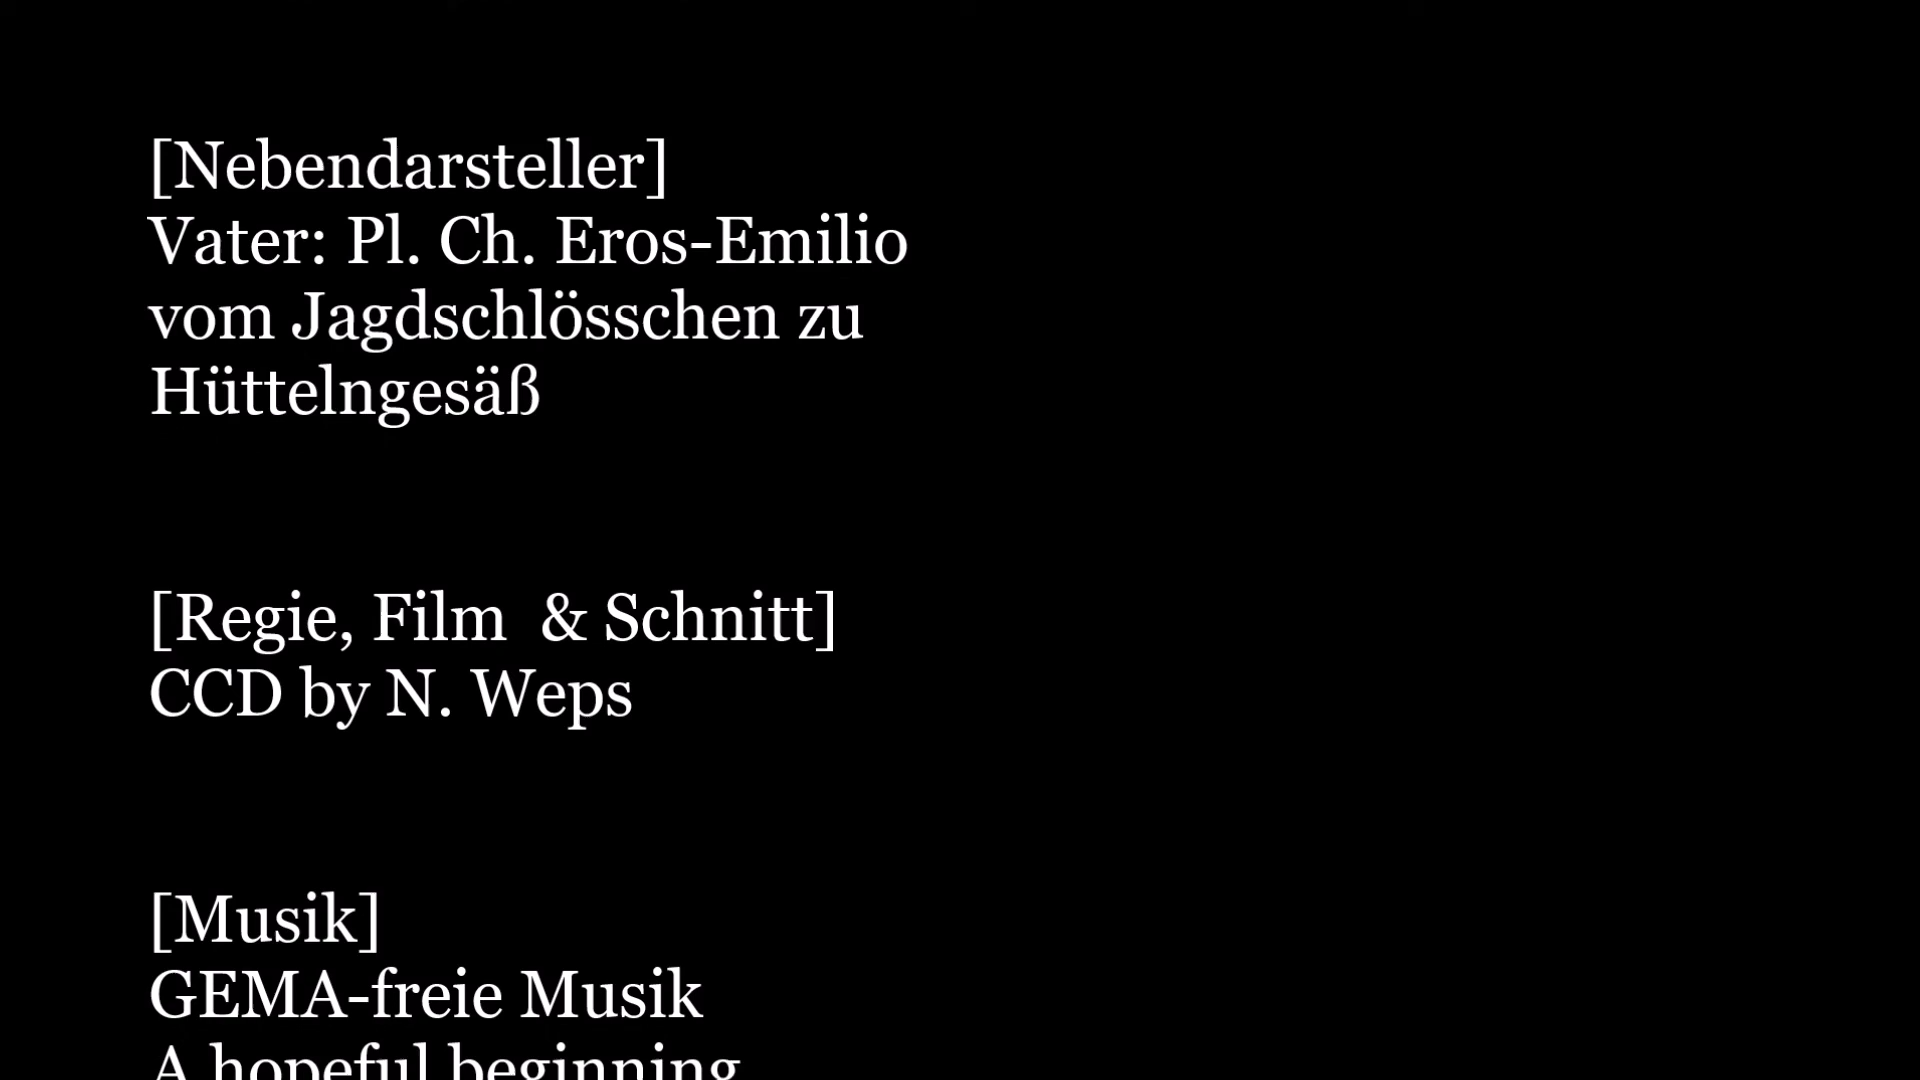 [Nebendarsteller]
Vater: Pl. Ch. Eros-Emilio
vom Jagdschlösschen zu
Hüttelngesäß
[Regie, Film  & Schnitt]
CCD by N. Weps
[Musik]
GEMA-freie Musik
A hopeful beginning